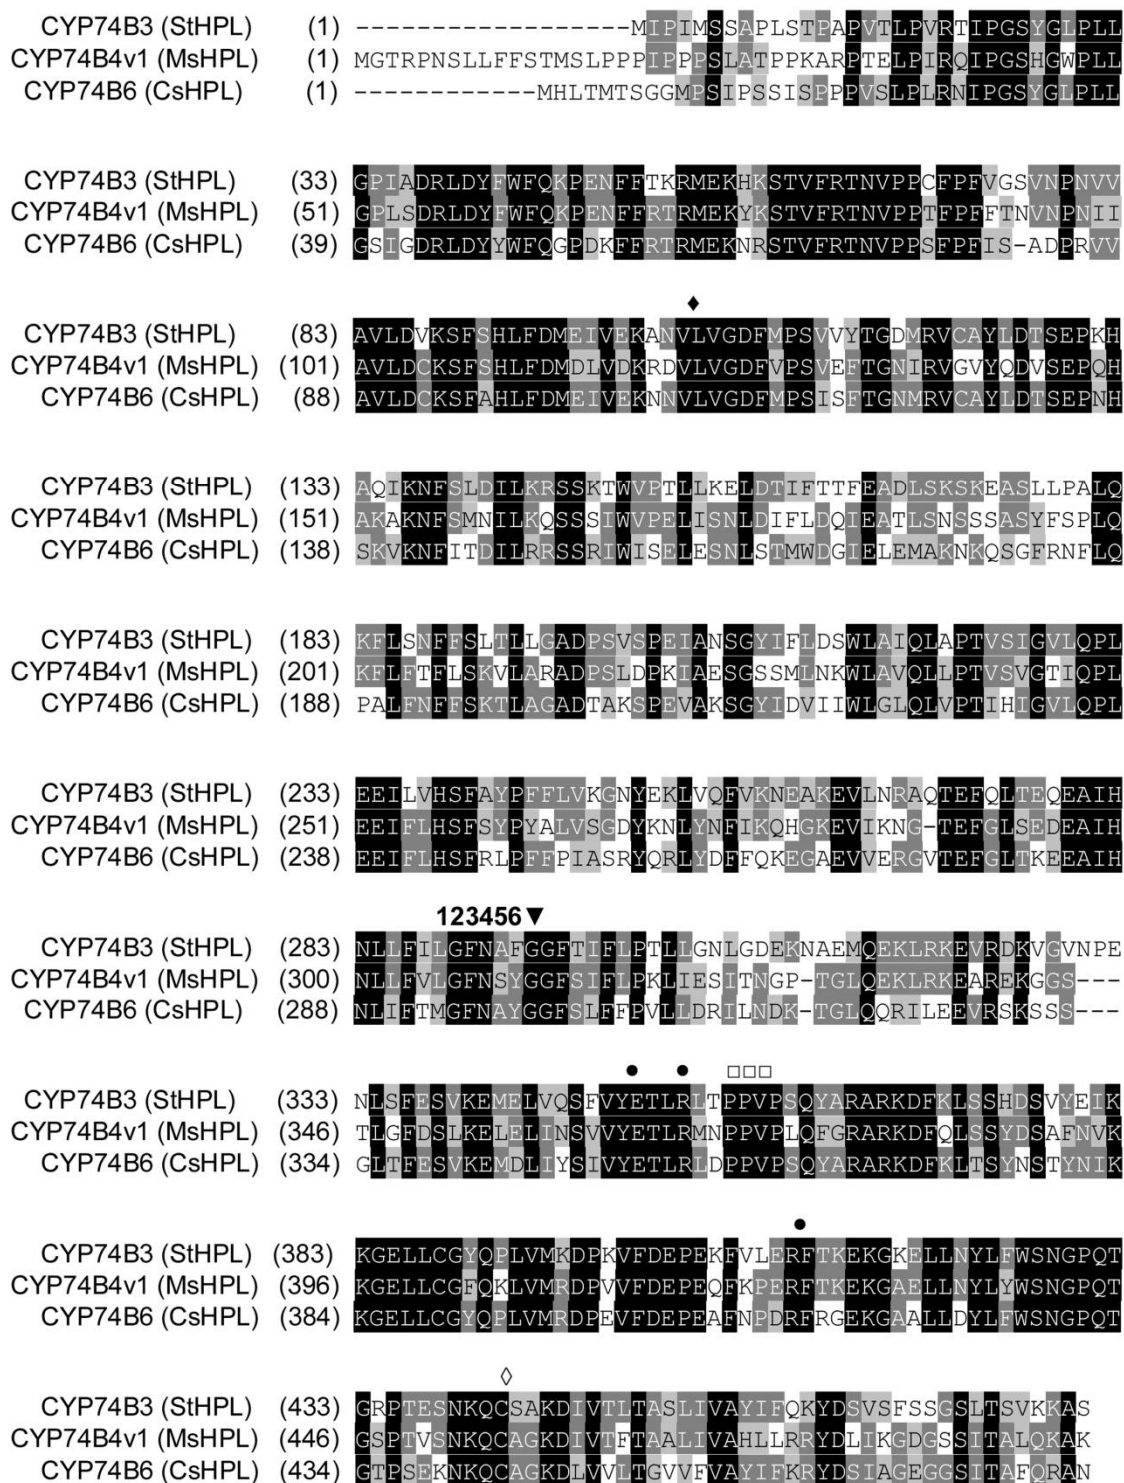 CYP74B3 (StHPL) (1) ------------------MIPIMSSAPLSTPAPVTLPVRTIPGSYGLPLL
CYP74B4v1 (MsHPL) (1) MGTRPNSLLFFSTMSLPPPIPPPSLATPPKARPTELPIRQIPGSHGWPLL
CYP74B6 (CsHPL) (1) ------------MHLTMTSGGMPSIPSSISPPPVSLPLRNIPGSYGLPLL
CYP74B3 (StHPL) (33) GPIADRLDYFWFQKPENFFTKRMEKHKSTVFRTNVPPCFPFVGSVNPNVV
CYP74B4v1 (MsHPL) (51) GPLSDRLDYFWFQKPENFFRTRMEKYKSTVFRTNVPPTFPFFTNVNPNII
CYP74B6 (CsHPL) (39) GSIGDRLDYYWFQGPDKFFRTRMEKNRSTVFRTNVPPSFPFIS-ADPRVV
♦
CYP74B3 (StHPL) (83) AVLDVKSFSHLFDMEIVEKANVLVGDFMPSVVYTGDMRVCAYLDTSEPKH
CYP74B4v1 (MsHPL) (101) AVLDCKSFSHLFDMDLVDKRDVLVGDFVPSVEFTGNIRVGVYQDVSEPQH
CYP74B6 (CsHPL) (88) AVLDCKSFAHLFDMEIVEKNNVLVGDFMPSISFTGNMRVCAYLDTSEPNH
CYP74B3 (StHPL) (133) AQIKNFSLDILKRSSKTWVPTLLKELDTIFTTFEADLSKSKEASLLPALQ
CYP74B4v1 (MsHPL) (151) AKAKNFSMNILKQSSSIWVPELISNLDIFLDQIEATLSNSSSASYFSPLQ
CYP74B6 (CsHPL) (138) SKVKNFITDILRRSSRIWISELESNLSTMWDGIELEMAKNKQSGFRNFLQ
CYP74B3 (StHPL) (183) KFLSNFFSLTLLGADPSVSPEIANSGYIFLDSWLAIQLAPTVSIGVLQPL
CYP74B4v1 (MsHPL) (201) KFLFTFLSKVLARADPSLDPKIAESGSSMLNKWLAVQLLPTVSVGTIQPL
CYP74B6 (CsHPL) (188) PALFNFFSKTLAGADTAKSPEVAKSGYIDVIIWLGLQLVPTIHIGVLQPL
CYP74B3 (StHPL) (233) EEILVHSFAYPFFLVKGNYEKLVQFVKNEAKEVLNRAQTEFQLTEQEAIH
CYP74B4v1 (MsHPL) (251) EEIFLHSFSYPYALVSGDYKNLYNFIKQHGKEVIKNG-TEFGLSEDEAIH
CYP74B6 (CsHPL) (238) EEIFLHSFRLPFFPIASRYQRLYDFFQKEGAEVVERGVTEFGLTKEEAIH
123456▼
CYP74B3 (StHPL) (283) NLLFILGFNAFGGFTIFLPTLLGNLGDEKNAEMQEKLRKEVRDKVGVNPE
CYP74B4v1 (MsHPL) (300) NLLFVLGFNSYGGFSIFLPKLIESITNGP-TGLQEKLRKEAREKGGS---
CYP74B6 (CsHPL) (288) NLIFTMGFNAYGGFSLFFPVLLDRILNDK-TGLQQRILEEVRSKSSS---
● ● □□□
CYP74B3 (StHPL) (333) NLSFESVKEMELVQSFVYETLRLTPPVPSQYARARKDFKLSSHDSVYEIK
CYP74B4v1 (MsHPL) (346) TLGFDSLKELELINSVVYETLRMNPPVPLQFGRARKDFQLSSYDSAFNVK
CYP74B6 (CsHPL) (334) GLTFESVKEMDLIYSIVYETLRLDPPVPSQYARARKDFKLTSYNSTYNIK
●
CYP74B3 (StHPL) (383) KGELLCGYQPLVMKDPKVFDEPEKFVLERFTKEKGKELLNYLFWSNGPQT
CYP74B4v1 (MsHPL) (396) KGELLCGFQKLVMRDPVVFDEPEQFKPERFTKEKGAELLNYLYWSNGPQT
CYP74B6 (CsHPL) (384) KGELLCGYQPLVMRDPEVFDEPEAFNPDRFRGEKGAALLDYLFWSNGPQT
◊
CYP74B3 (StHPL) (433) GRPTESNKQCSAKDIVTLTASLIVAYIFQKYDSVSFSSGSLTSVKKAS
CYP74B4v1 (MsHPL) (446) GSPTVSNKQCAGKDIVTFTAALIVAHLLRRYDLIKGDGSSITALQKAK
CYP74B6 (CsHPL) (434) GTPSEKNKQCAGKDLVVLTGVVFVAYIFKRYDSIAGEGGSITAFQRAN